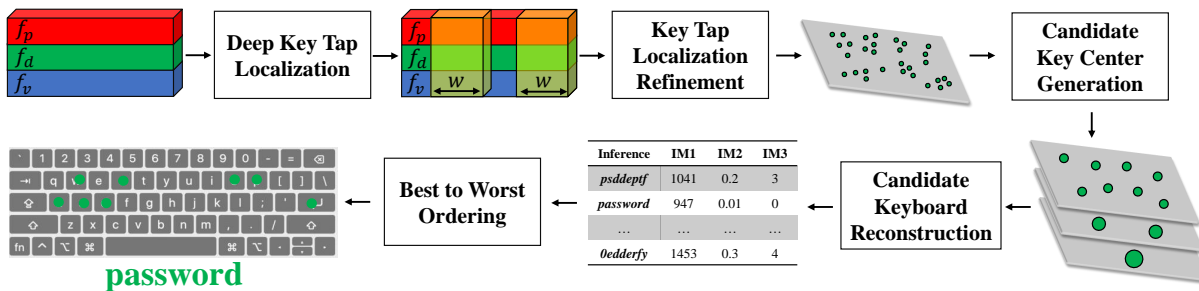 f_p
f_d
f_v
Deep Key Tap
Localization
f_p
f_d
f_v
w
w
Key Tap
Localization
Refinement
Candidate
Key Center
Generation
` 1 2 3 4 5 6 7 8 9 0 - = ⌫
⇥ q w e t y u i [ ] \
⇪ f g h j k l ; ' ↵
⇧ z x c v b n m , . / ⇧
fn ^ ⌥ ⌘ ⌘ ⌥
password
Best to Worst
Ordering
Inference IM1 IM2 IM3
psddeptf 1041 0.2 3
password 947 0.01 0
… … …
0edderfy 1453 0.3 4
Candidate
Keyboard
Reconstruction